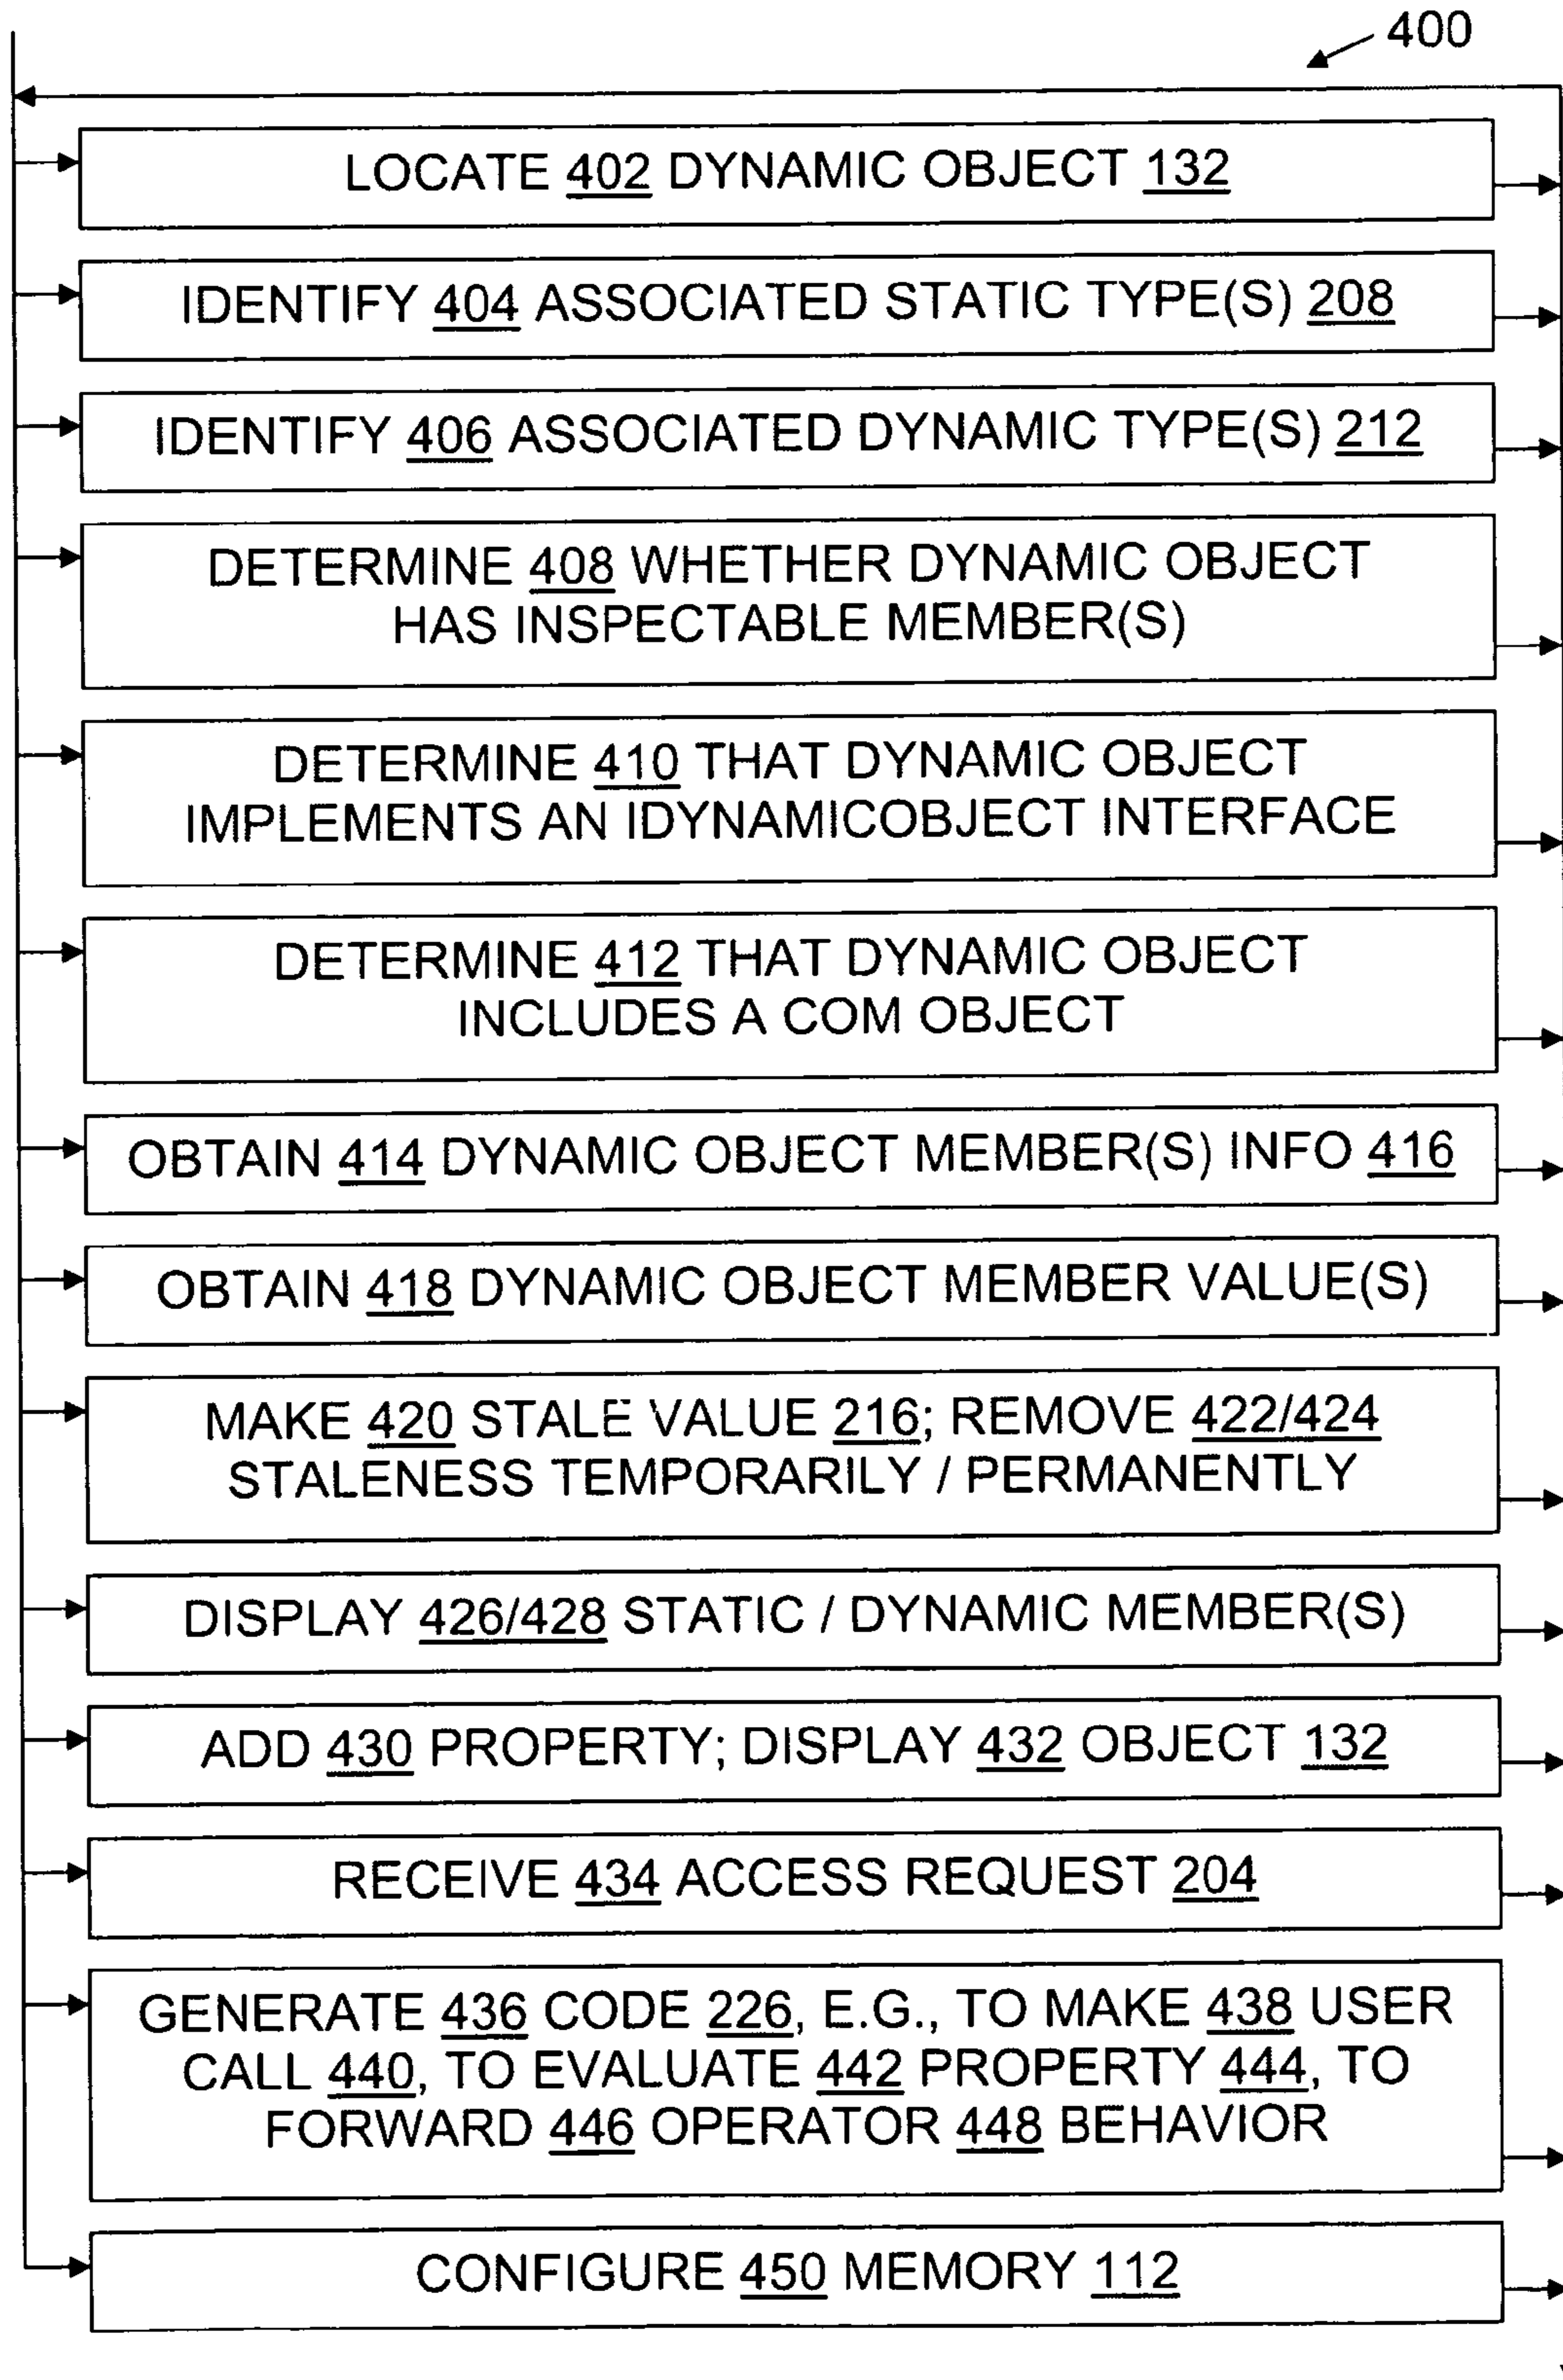 400
LOCATE 402 DYNAMIC OBJECT 132
IDENTIFY 404 ASSOCIATED STATIC TYPE(S) 208
IDENTIFY 406 ASSOCIATED DYNAMIC TYPE(S) 212
DETERMINE 408 WHETHER DYNAMIC OBJECT
HAS INSPECTABLE MEMBER(S)
DETERMINE 410 THAT DYNAMIC OBJECT
IMPLEMENTS AN IDYNAMICOBJECT INTERFACE
DETERMINE 412 THAT DYNAMIC OBJECT
INCLUDES A COM OBJECT
OBTAIN 414 DYNAMIC OBJECT MEMBER(S) INFO 416
OBTAIN 418 DYNAMIC OBJECT MEMBER VALUE(S)
MAKE 420 STALE VALUE 216; REMOVE 422/424
STALENESS TEMPORARILY / PERMANENTLY
DISPLAY 426/428 STATIC / DYNAMIC MEMBER(S)
ADD 430 PROPERTY; DISPLAY 432 OBJECT 132
RECEIVE 434 ACCESS REQUEST 204
GENERATE 436 CODE 226, E.G., TO MAKE 438 USER
CALL 440, TO EVALUATE 442 PROPERTY 444, TO
FORWARD 446 OPERATOR 448 BEHAVIOR
CONFIGURE 450 MEMORY 112